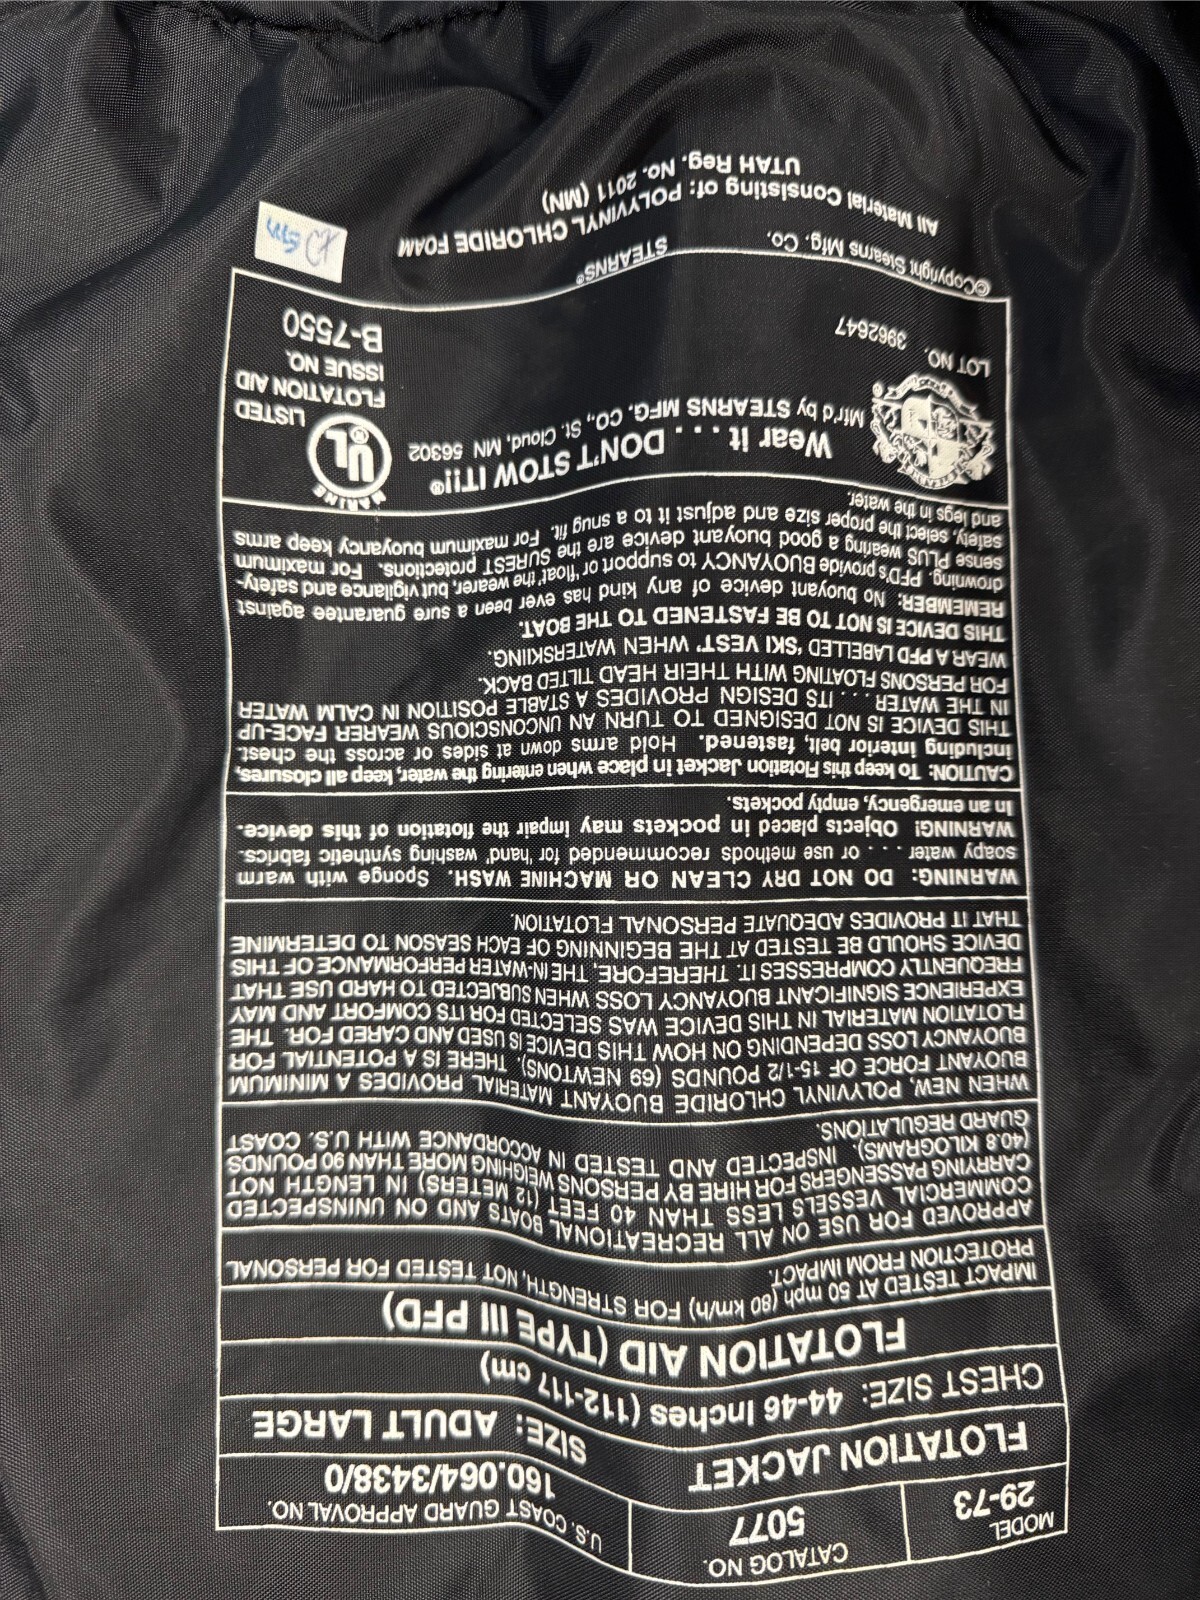 MODEL
29-73
CATALOG NO.
5077
U.S. COAST GUARD APPROVAL NO.
160.064/3438/0
FLOTATION JACKET
SIZE: ADULT LARGE
CHEST SIZE: 44-46 Inches (112-117 cm)
FLOTATION AID (TYPE III PFD)
IMPACT TESTED AT 50 mph (80 km/h) FOR STRENGTH, NOT TESTED FOR PERSONAL
PROTECTION FROM IMPACT.
APPROVED FOR USE ON ALL RECREATIONAL BOATS AND ON UNINSPECTED
COMMERCIAL VESSELS LESS THAN 40 FEET (12 METERS) IN LENGTH NOT
CARRYING PASSENGERS FOR HIRE BY PERSONS WEIGHING MORE THAN 90 POUNDS
(40.8 KILOGRAMS). INSPECTED AND TESTED IN ACCORDANCE WITH U.S. COAST
GUARD REGULATIONS.
WHEN NEW, POLYVINYL CHLORIDE BUOYANT MATERIAL PROVIDES A MINIMUM
BUOYANT FORCE OF 15-1/2 POUNDS (69 NEWTONS). THERE IS A POTENTIAL FOR
BUOYANCY LOSS DEPENDING ON HOW THIS DEVICE IS USED AND CARED FOR. THE
FLOTATION MATERIAL IN THIS DEVICE WAS SELECTED FOR ITS COMFORT AND MAY
EXPERIENCE SIGNIFICANT BUOYANCY LOSS WHEN SUBJECTED TO HARD USE THAT
FREQUENTLY COMPRESSES IT. THEREFORE, THE IN-WATER PERFORMANCE OF THIS
DEVICE SHOULD BE TESTED AT THE BEGINNING OF EACH SEASON TO DETERMINE
THAT IT PROVIDES ADEQUATE PERSONAL FLOTATION.
WARNING: DO NOT DRY CLEAN OR MACHINE WASH. Sponge with warm
soapy water . . . or use methods recommended for 'hand' washing synthetic fabrics.
WARNING! Objects placed in pockets may impair the flotation of this device.
In an emergency, empty pockets.
CAUTION: To keep this Flotation Jacket in place when entering the water, keep all closures,
including interior belt, fastened. Hold arms down at sides or across the chest.
THIS DEVICE IS NOT DESIGNED TO TURN AN UNCONSCIOUS WEARER FACE-UP
IN THE WATER . . . ITS DESIGN PROVIDES A STABLE POSITION IN CALM WATER
FOR PERSONS FLOATING WITH THEIR HEAD TILTED BACK.
WEAR A PFD LABELLED "SKI VEST" WHEN WATERSKIING.
THIS DEVICE IS NOT TO BE FASTENED TO THE BOAT.
REMEMBER: No buoyant device of any kind has ever been a sure guarantee against
drowning. PFD's provide BUOYANCY to support or 'float' the wearer, but vigilance and safety-
sense PLUS wearing a good buoyant device are the SUREST protections. For maximum
safety, select the proper size and adjust it to a snug fit. For maximum buoyancy keep arms
and legs in the water.
Wear it . . . . DON'T STOW IT!!®
Mfr'd by STEARNS MFG. CO., St. Cloud, MN 56302
STEARNS
MARINE
UL®
LISTED
FLOTATION AID
ISSUE NO.
B-7550
LOT NO. 3962647
©Copyright Stearns Mfg. Co.
STEARNS®
All Material Consisting of: POLYVINYL CHLORIDE FOAM
UTAH Reg. No. 2011 (MN)